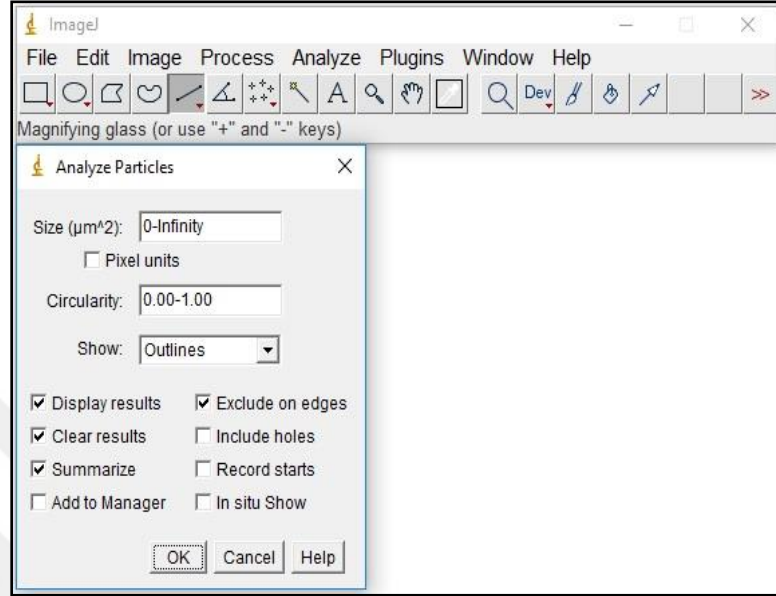 ImageJ
File Edit Image Process Analyze Plugins Window Help
A Dev >>
Magnifying glass (or use "+" and "-" keys)
Analyze Particles
Size (µm^2): 0-Infinity
Pixel units
Circularity: 0.00-1.00
Show: Outlines
Display results Exclude on edges
Clear results Include holes
Summarize Record starts
Add to Manager In situ Show
OK Cancel Help